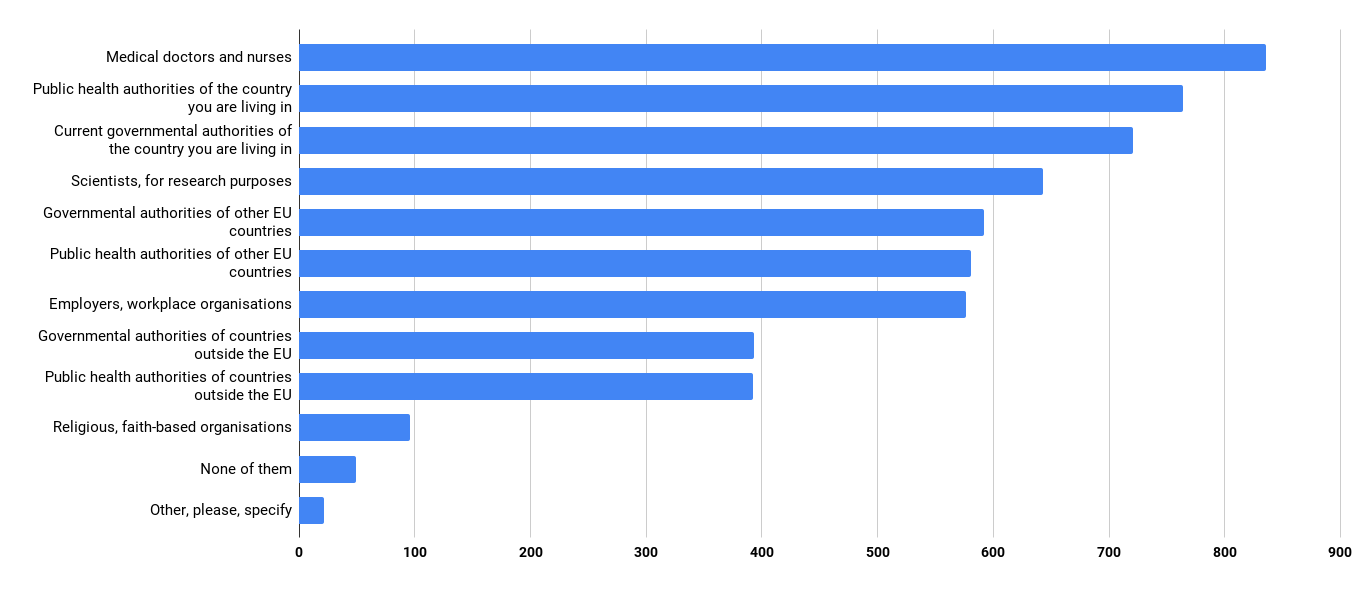 Medical doctors and nurses
Public health authorities of the country
you are living in
Current governmental authorities of
the country you are living in
Scientists, for research purposes
Governmental authorities of other EU
countries
Public health authorities of other EU
countries
Employers, workplace organisations
Governmental authorities of countries
outside the EU
Public health authorities of countries
outside the EU
Religious, faith-based organisations
None of them
Other, please, specify
0 100 200 300 400 500 600 700 800 900